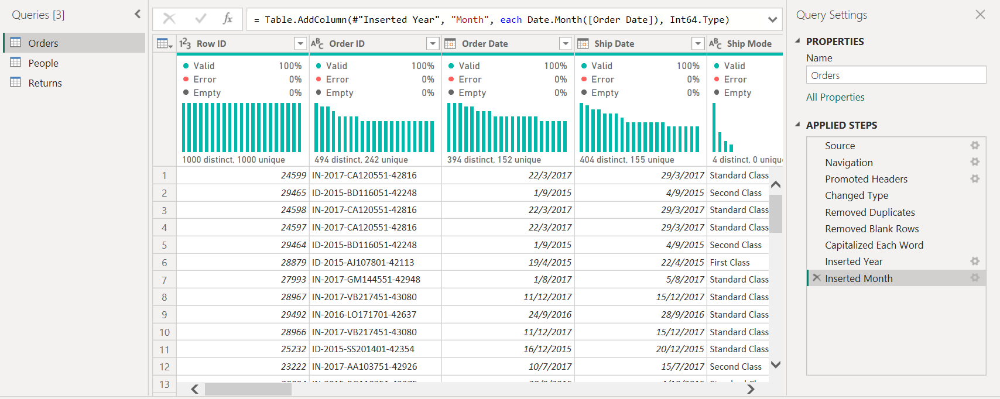 Queries [3]
Orders
People
Returns
fx
= Table.AddColumn(#"Inserted Year", "Month", each Date.Month([Order Date]), Int64.Type)
123 Row ID ABC Order ID Order Date Ship Date ABC Ship Mode
Valid 100% Valid 100% Valid 100% Valid 100% Valid
Error 0% Error 0% Error 0% Error 0% Error
Empty 0% Empty 0% Empty 0% Empty 0% Empty
1000 distinct, 1000 unique 494 distinct, 242 unique 394 distinct, 152 unique 404 distinct, 155 unique 4 distinct, 0 uniqu
1 24599 IN-2017-CA120551-42816 22/3/2017 29/3/2017 Standard Class
2 29465 ID-2015-BD116051-42248 1/9/2015 4/9/2015 Second Class
3 24598 IN-2017-CA120551-42816 22/3/2017 29/3/2017 Standard Class
4 24597 IN-2017-CA120551-42816 22/3/2017 29/3/2017 Standard Class
5 29464 ID-2015-BD116051-42248 1/9/2015 4/9/2015 Second Class
6 28879 ID-2015-AJ107801-42113 19/4/2015 22/4/2015 First Class
7 27993 IN-2017-GM144551-42948 1/8/2017 5/8/2017 Standard Class
8 28967 IN-2017-VB217451-43080 11/12/2017 15/12/2017 Standard Class
9 29492 IN-2016-LO171701-42637 24/9/2016 28/9/2016 Standard Class
10 28966 IN-2017-VB217451-43080 11/12/2017 15/12/2017 Standard Class
11 25232 ID-2015-SS201401-42354 16/12/2015 20/12/2015 Standard Class
12 23222 IN-2017-AA103751-42926 10/7/2017 15/7/2017 Second Class
13
Query Settings
PROPERTIES
Name
Orders
All Properties
APPLIED STEPS
Source
Navigation
Promoted Headers
Changed Type
Removed Duplicates
Removed Blank Rows
Capitalized Each Word
Inserted Year
Inserted Month